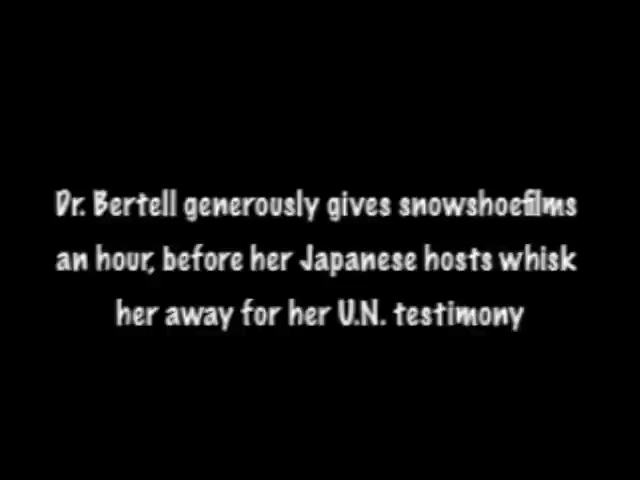 Dr. Bertell generously gives snowshoefilms
an hour, before her Japanese hosts whisk
her away for her U.N. testimony